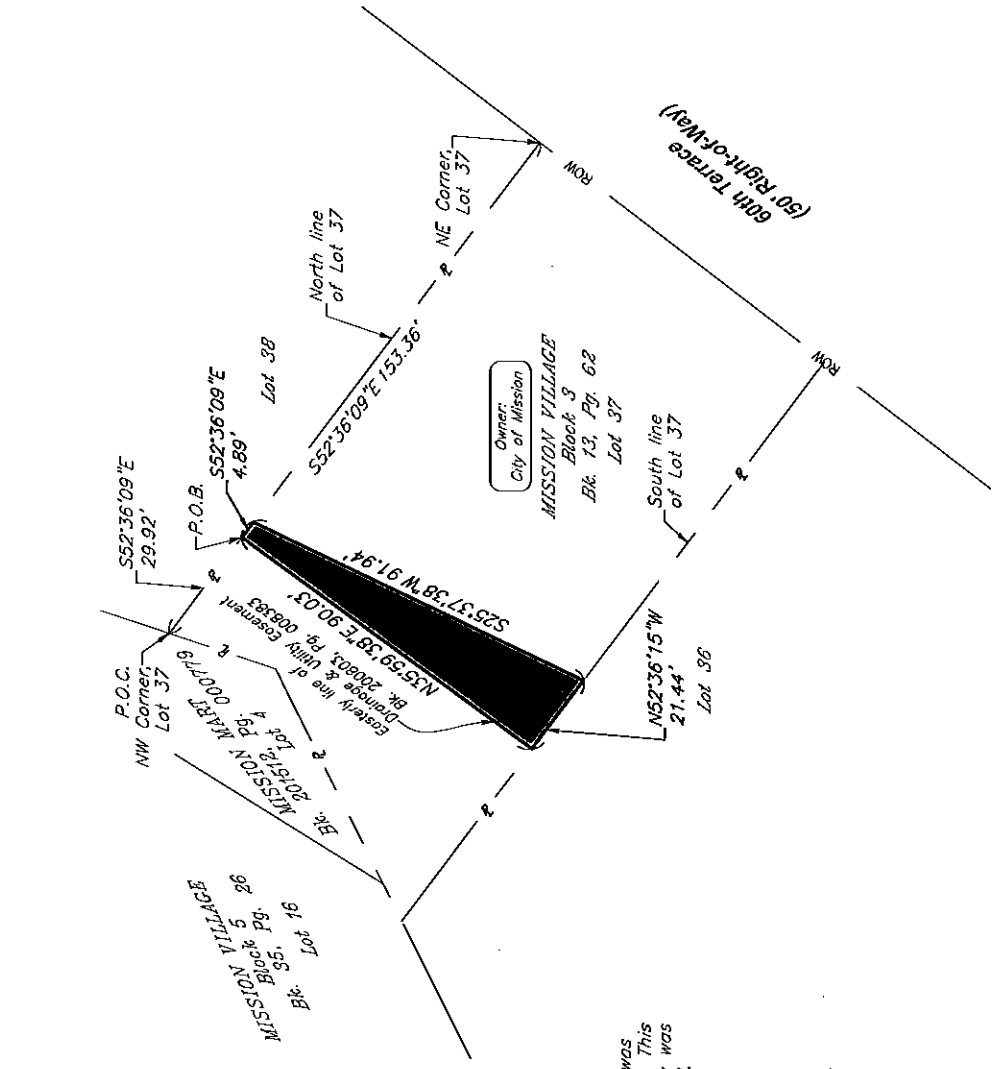 60th Terrace
(50' Right-of-Way)
ROW
ROW
NE Corner,
Lot 37
North line
of Lot 37
S52°36'09"E 153.36'
Lot 38
S52°36'09"E
4.89'
P.O.B.
S52°36'09"E
29.92'
P.O.C.
NW Corner,
Lot 37
Owner:
City of Mission
MISSION VILLAGE
Block 3
Bk. 13, Pg. 62
Lot 37
South line
of Lot 37
S25°37'38"W 91.94'
N35°59'38"E 90.03'
Easterly line of
Drainage & Utility Easement
Bk. 200803, Pg. 008383
N52°36'15"W
21.44'
Lot 36
MISSION MART
Bk. 201512, Pg. 000779
Lot 4
MISSION VILLAGE
Block 5
Bk. 35, Pg. 26
Lot 16
was
This
was